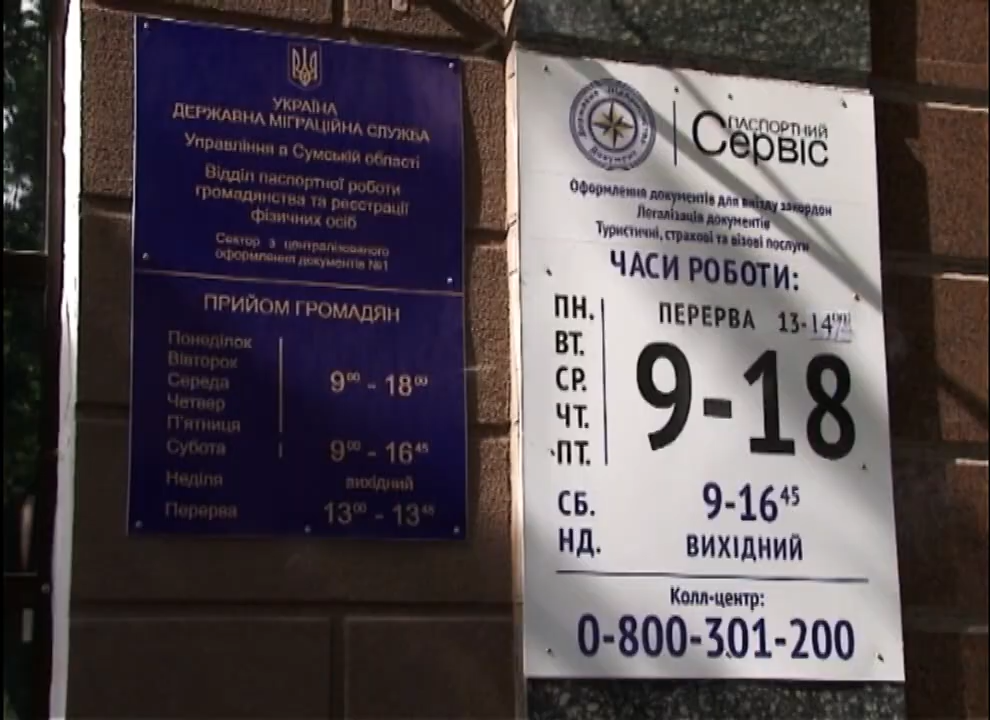 УКРАЇНА
ДЕРЖАВНА МІГРАЦІЙНА СЛУЖБА
Управління в Сумській області
Відділ паспортної роботи
громадянства та реєстрації
фізичних осіб
Сектор з централізованого
оформлення документів №1
ПРИЙОМ ГРОМАДЯН
Понеділок
Вівторок
Середа
Четвер
П'ятниця
9⁰⁰ - 18⁰⁰
Субота 9⁰⁰ - 16⁴⁵
Неділя вихідний
Перерва 13⁰⁰ - 13⁴⁵
Документ
ПАСПОРТНИЙ
Сервіс
Оформлення документів для виїзду закордон
Легалізація документів
Туристичні, страхові та візові послуги
ЧАСИ РОБОТИ:
ПН.
ВТ.
СР.
ЧТ.
ПТ.
ПЕРЕРВА 13-14⁰⁰
9-18
СБ. 9-16⁴⁵
НД. ВИХІДНИЙ
Колл-центр:
0-800-301-200